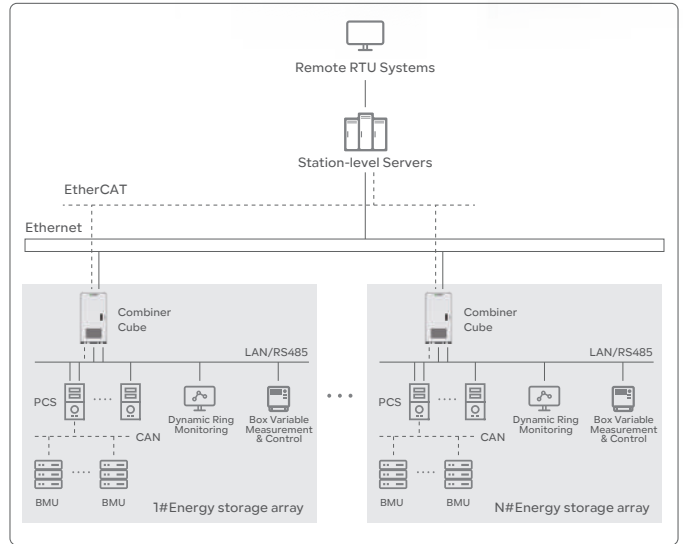 Remote RTU Systems
Station-level Servers
EtherCAT
Ethernet
Combiner
Cube
LAN/RS485
PCS
Dynamic Ring
Monitoring
Box Variable
Measurement
& Control
CAN
BMU
BMU
1#Energy storage array
Combiner
Cube
LAN/RS485
PCS
Dynamic Ring
Monitoring
Box Variable
Measurement
& Control
CAN
BMU
BMU
N#Energy storage array